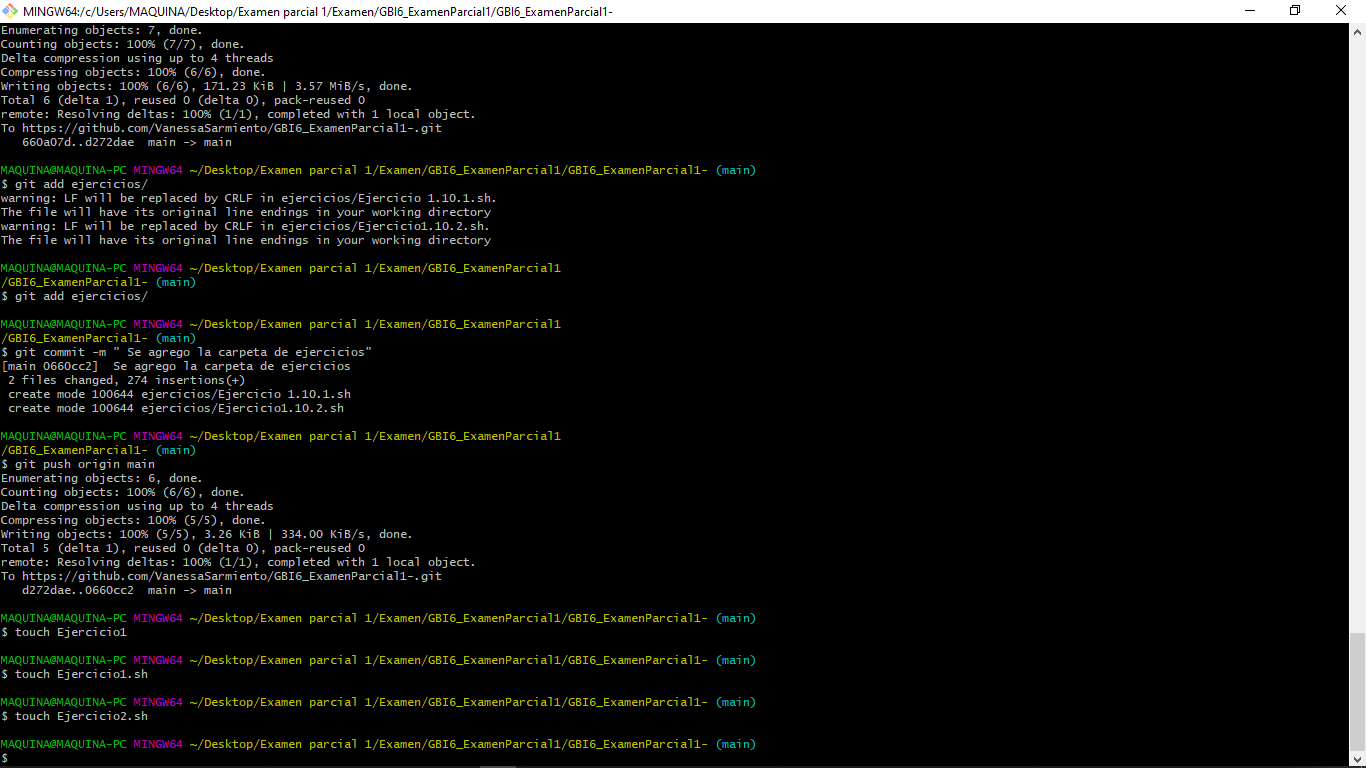 MINGW64:/c/Users/MAQUINA/Desktop/Examen parcial 1/Examen/GBI6_ExamenParcial1/GBI6_ExamenParcial1-
Enumerating objects: 7, done.
Counting objects: 100% (7/7), done.
Delta compression using up to 4 threads
Compressing objects: 100% (6/6), done.
Writing objects: 100% (6/6), 171.23 KiB | 3.57 MiB/s, done.
Total 6 (delta 1), reused 0 (delta 0), pack-reused 0
remote: Resolving deltas: 100% (1/1), completed with 1 local object.
To https://github.com/VanessaSarmiento/GBI6_ExamenParcial1-.git
   660a07d..d272dae  main -> main

MAQUINA@MAQUINA-PC MINGW64 ~/Desktop/Examen parcial 1/Examen/GBI6_ExamenParcial1/GBI6_ExamenParcial1- (main)
$ git add ejercicios/
warning: LF will be replaced by CRLF in ejercicios/Ejercicio 1.10.1.sh.
The file will have its original line endings in your working directory
warning: LF will be replaced by CRLF in ejercicios/Ejercicio1.10.2.sh.
The file will have its original line endings in your working directory

MAQUINA@MAQUINA-PC MINGW64 ~/Desktop/Examen parcial 1/Examen/GBI6_ExamenParcial1
/GBI6_ExamenParcial1- (main)
$ git add ejercicios/

MAQUINA@MAQUINA-PC MINGW64 ~/Desktop/Examen parcial 1/Examen/GBI6_ExamenParcial1
/GBI6_ExamenParcial1- (main)
$ git commit -m " Se agrego la carpeta de ejercicios"
[main 0660cc2]  Se agrego la carpeta de ejercicios
 2 files changed, 274 insertions(+)
 create mode 100644 ejercicios/Ejercicio 1.10.1.sh
 create mode 100644 ejercicios/Ejercicio1.10.2.sh

MAQUINA@MAQUINA-PC MINGW64 ~/Desktop/Examen parcial 1/Examen/GBI6_ExamenParcial1
/GBI6_ExamenParcial1- (main)
$ git push origin main
Enumerating objects: 6, done.
Counting objects: 100% (6/6), done.
Delta compression using up to 4 threads
Compressing objects: 100% (5/5), done.
Writing objects: 100% (5/5), 3.26 KiB | 334.00 KiB/s, done.
Total 5 (delta 1), reused 0 (delta 0), pack-reused 0
remote: Resolving deltas: 100% (1/1), completed with 1 local object.
To https://github.com/VanessaSarmiento/GBI6_ExamenParcial1-.git
   d272dae..0660cc2  main -> main

MAQUINA@MAQUINA-PC MINGW64 ~/Desktop/Examen parcial 1/Examen/GBI6_ExamenParcial1/GBI6_ExamenParcial1- (main)
$ touch Ejercicio1

MAQUINA@MAQUINA-PC MINGW64 ~/Desktop/Examen parcial 1/Examen/GBI6_ExamenParcial1/GBI6_ExamenParcial1- (main)
$ touch Ejercicio1.sh

MAQUINA@MAQUINA-PC MINGW64 ~/Desktop/Examen parcial 1/Examen/GBI6_ExamenParcial1/GBI6_ExamenParcial1- (main)
$ touch Ejercicio2.sh

MAQUINA@MAQUINA-PC MINGW64 ~/Desktop/Examen parcial 1/Examen/GBI6_ExamenParcial1/GBI6_ExamenParcial1- (main)
$